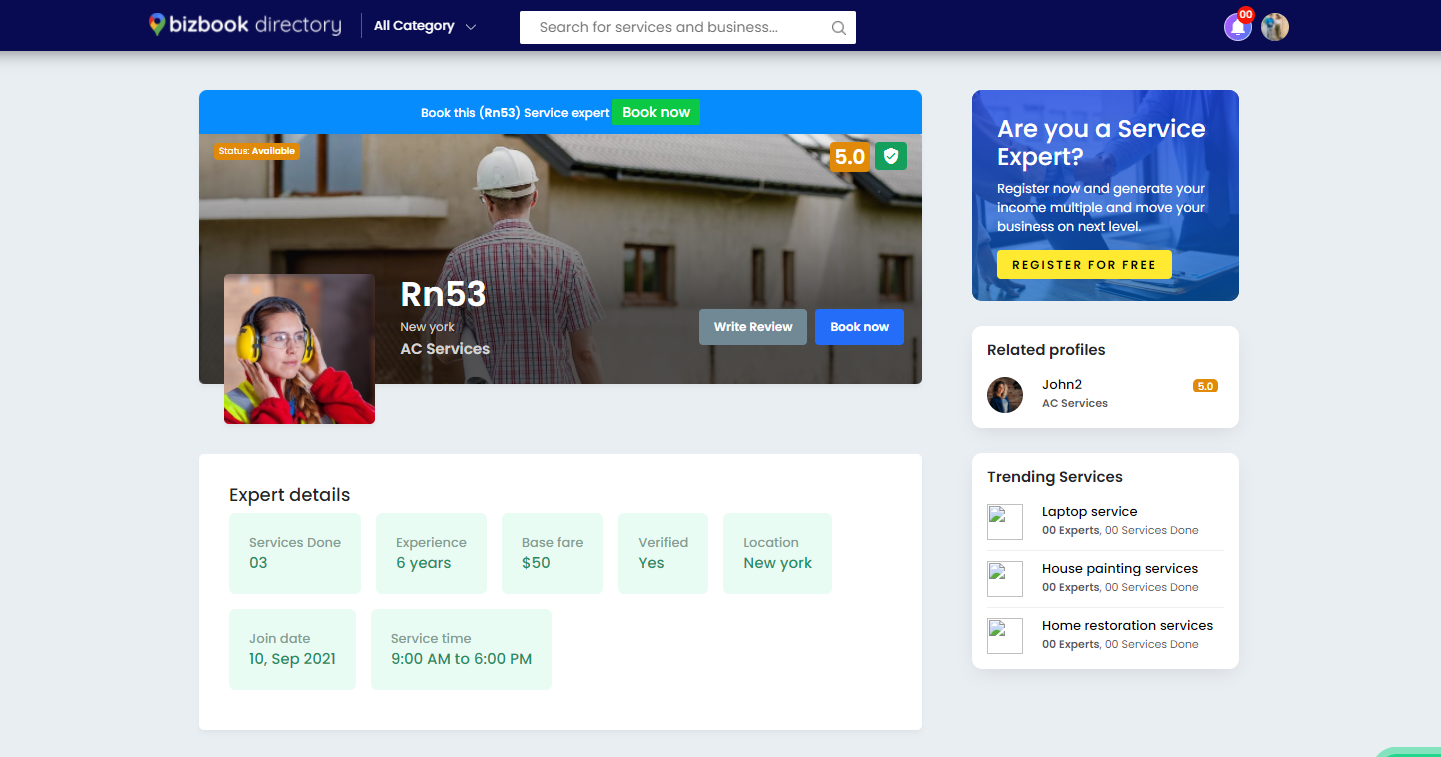 bizbook directory
All Category
Search for services and business...
00
Book this (Rn53) Service expert Book now
Status: Available
5.0
Rn53
New york
AC Services
Write Review
Book now
Expert details
Services Done
03
Experience
6 years
Base fare
$50
Verified
Yes
Location
New york
Join date
10, Sep 2021
Service time
9:00 AM to 6:00 PM
Are you a Service
Expert?
Register now and generate your
income multiple and move your
business on next level.
REGISTER FOR FREE
Related profiles
John2
5.0
AC Services
Trending Services
Laptop service
00 Experts, 00 Services Done
House painting services
00 Experts, 00 Services Done
Home restoration services
00 Experts, 00 Services Done